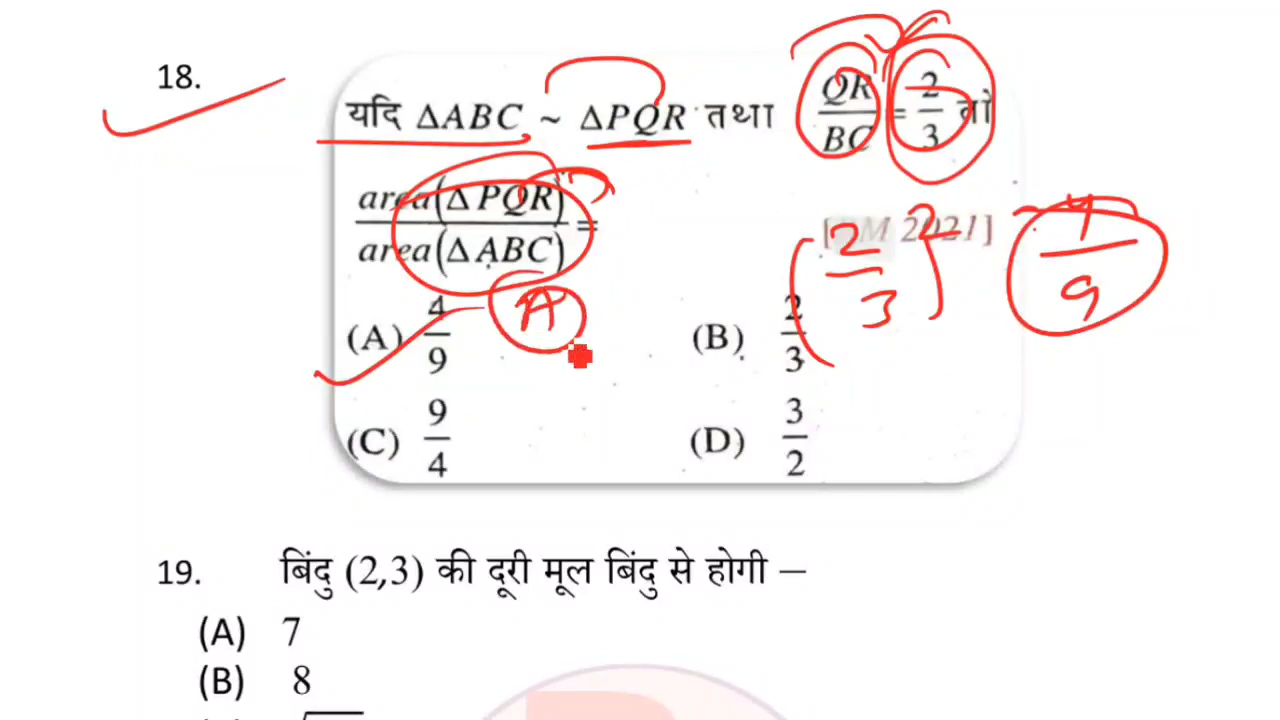 18.
यदि ΔABC ~ ΔPQR तथा QR/BC = 2/3 तो
area(ΔPQR)/area(ΔABC) =
2021]
(2/3)² 4/9
(A) 4/9 A
(B) 2/3
(C) 9/4
(D) 3/2
19. बिंदु (2,3) की दूरी मूल बिंदु से होगी –
(A) 7
(B) 8